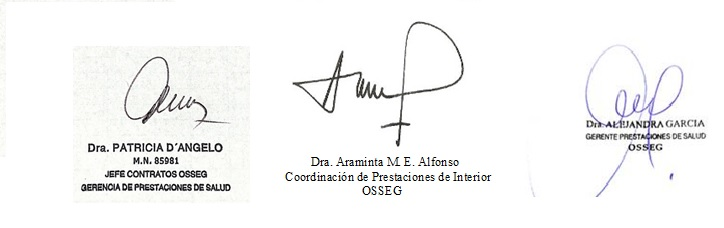 Dra. PATRICIA D´ANGELO
M.N. 85981
JEFE CONTRATOS OSSEG
GERENCIA DE PRESTACIONES DE SALUD
Dra. Araminta M. E. Alfonso
Coordinación de Prestaciones de Interior
OSSEG
Dra. ALEJANDRA GARCIA
GERENTE PRESTACIONES DE SALUD
OSSEG